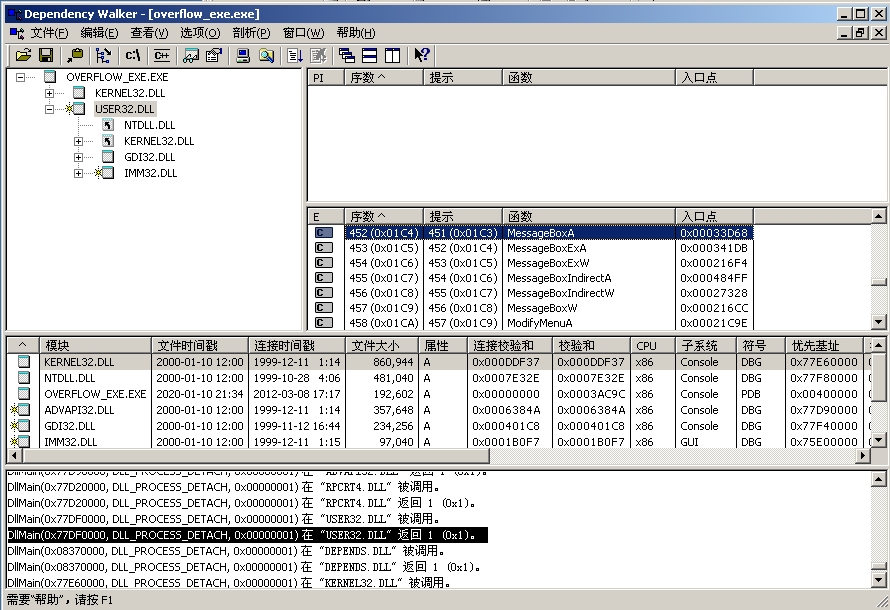 Dependency Walker - [overflow_exe.exe]
文件(F) 编辑(E) 查看(V) 选项(O) 剖析(P) 窗口(W) 帮助(H)
C:\ C++
OVERFLOW_EXE.EXE
KERNEL32.DLL
USER32.DLL
NTDLL.DLL
KERNEL32.DLL
GDI32.DLL
IMM32.DLL
PI 序数 ^ 提示 函数 入口点
E 序数 ^ 提示 函数 入口点
C 452 (0x01C4) 451 (0x01C3) MessageBoxA 0x00033D68
C 453 (0x01C5) 452 (0x01C4) MessageBoxExA 0x000341DB
C 454 (0x01C6) 453 (0x01C5) MessageBoxExW 0x000216F4
C 455 (0x01C7) 454 (0x01C6) MessageBoxIndirectA 0x000484FF
C 456 (0x01C8) 455 (0x01C7) MessageBoxIndirectW 0x00027328
C 457 (0x01C9) 456 (0x01C8) MessageBoxW 0x000216CC
C 458 (0x01CA) 457 (0x01C9) ModifyMenuA 0x00021C9E
^ 模块 文件时间戳 连接时间戳 文件大小 属性 连接校验和 校验和 CPU 子系统 符号 优先基址
KERNEL32.DLL 2000-01-10 12:00 1999-12-11 1:14 860,944 A 0x000DDF37 0x000DDF37 x86 Console DBG 0x77E60000
NTDLL.DLL 2000-01-10 12:00 1999-10-28 4:06 481,040 A 0x0007E32E 0x0007E32E x86 Console DBG 0x77F80000
OVERFLOW_EXE.EXE 2020-01-10 21:34 2012-03-08 17:17 192,602 A 0x00000000 0x0003AC9C x86 Console PDB 0x00400000
ADVAPI32.DLL 2000-01-10 12:00 1999-12-11 1:14 357,648 A 0x0006384A 0x0006384A x86 Console DBG 0x77D90000
GDI32.DLL 2000-01-10 12:00 1999-11-12 16:44 234,256 A 0x000401C8 0x000401C8 x86 Console DBG 0x77F40000
IMM32.DLL 2000-01-10 12:00 1999-12-11 1:15 97,040 A 0x0001B0F7 0x0001B0F7 x86 GUI DBG 0x75E00000
DllMain(0x77D90000, DLL_PROCESS_DETACH, 0x00000001) 在 "ADVAPI32.DLL" 返回 1 (0x1)。
DllMain(0x77D20000, DLL_PROCESS_DETACH, 0x00000001) 在 "RPCRT4.DLL" 被调用。
DllMain(0x77D20000, DLL_PROCESS_DETACH, 0x00000001) 在 "RPCRT4.DLL" 返回 1 (0x1)。
DllMain(0x77DF0000, DLL_PROCESS_DETACH, 0x00000001) 在 "USER32.DLL" 被调用。
DllMain(0x77DF0000, DLL_PROCESS_DETACH, 0x00000001) 在 "USER32.DLL" 返回 1 (0x1)。
DllMain(0x08370000, DLL_PROCESS_DETACH, 0x00000001) 在 "DEPENDS.DLL" 被调用。
DllMain(0x08370000, DLL_PROCESS_DETACH, 0x00000001) 在 "DEPENDS.DLL" 返回 1 (0x1)。
DllMain(0x77E60000, DLL_PROCESS_DETACH, 0x00000001) 在 "KERNEL32.DLL" 被调用。
需要"帮助"，请按 F1